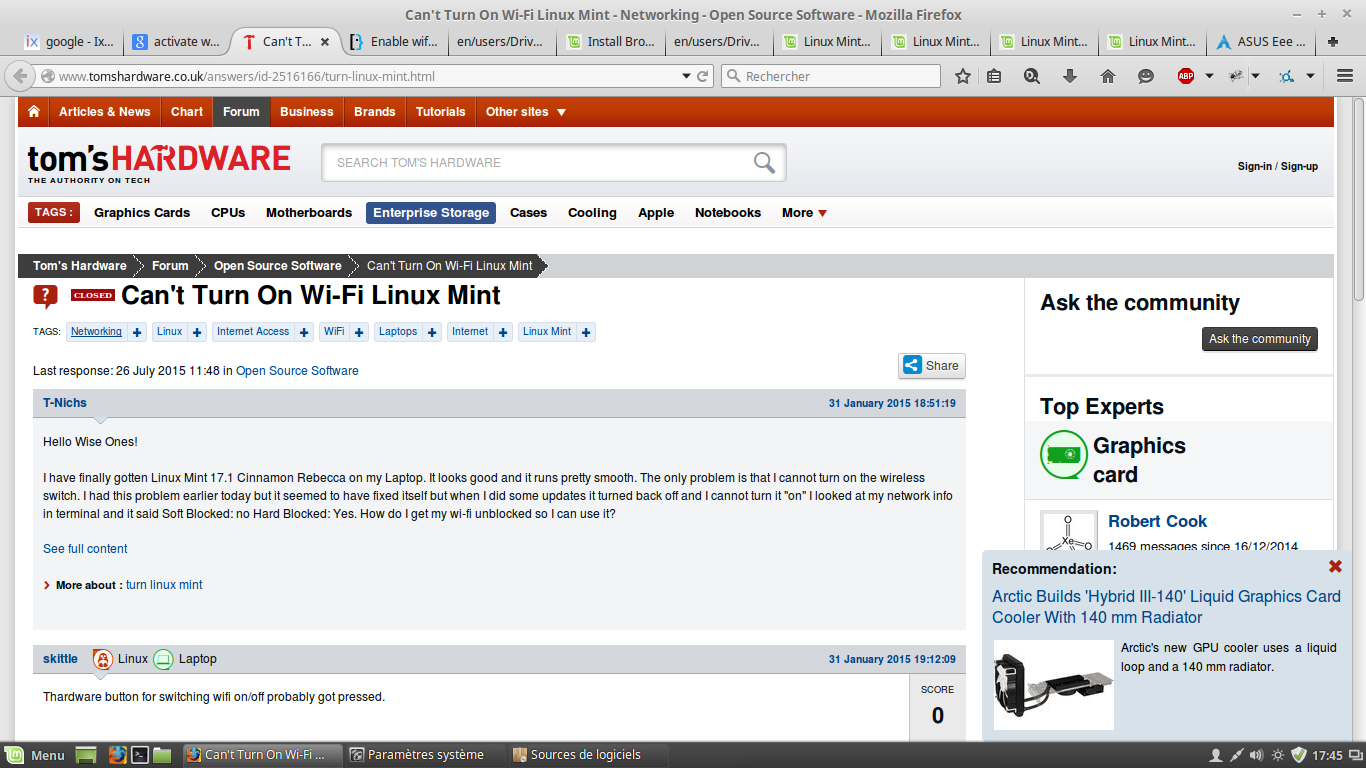 Can't Turn On Wi-Fi Linux Mint - Networking - Open Source Software - Mozilla Firefox
google - Ix...
activate w...
Can't T...
Enable wif...
en/users/Driv...
Install Bro...
en/users/Driv...
Linux Mint...
Linux Mint...
Linux Mint...
Linux Mint...
ASUS Eee ...
www.tomshardware.co.uk/answers/id-2516166/turn-linux-mint.html
Rechercher
ABP
Articles & News
Chart
Forum
Business
Brands
Tutorials
Other sites
tom's HARDWARE
THE AUTHORITY ON TECH
SEARCH TOM'S HARDWARE
Sign-in / Sign-up
TAGS :
Graphics Cards
CPUs
Motherboards
Enterprise Storage
Cases
Cooling
Apple
Notebooks
More
Tom's Hardware
Forum
Open Source Software
Can't Turn On Wi-Fi Linux Mint
? CLOSED Can't Turn On Wi-Fi Linux Mint
TAGS: Networking + Linux + Internet Access + WiFi + Laptops + Internet + Linux Mint +
Last response: 26 July 2015 11:48 in Open Source Software
Share
T-Nichs
31 January 2015 18:51:19
Hello Wise Ones!
I have finally gotten Linux Mint 17.1 Cinnamon Rebecca on my Laptop. It looks good and it runs pretty smooth. The only problem is that I cannot turn on the wireless
switch. I had this problem earlier today but it seemed to have fixed itself but when I did some updates it turned back off and I cannot turn it "on" I looked at my network info
in terminal and it said Soft Blocked: no Hard Blocked: Yes. How do I get my wi-fi unblocked so I can use it?
See full content
More about : turn linux mint
skittle
Linux
Laptop
31 January 2015 19:12:09
Thardware button for switching wifi on/off probably got pressed.
SCORE
0
Ask the community
Ask the community
Top Experts
Graphics
card
Robert Cook
1469 messages since 16/12/2014
Recommendation:
Arctic Builds 'Hybrid III-140' Liquid Graphics Card
Cooler With 140 mm Radiator
Arctic's new GPU cooler uses a liquid
loop and a 140 mm radiator.
Menu
Can't Turn On Wi-Fi ...
Paramètres système
Sources de logiciels
17:45